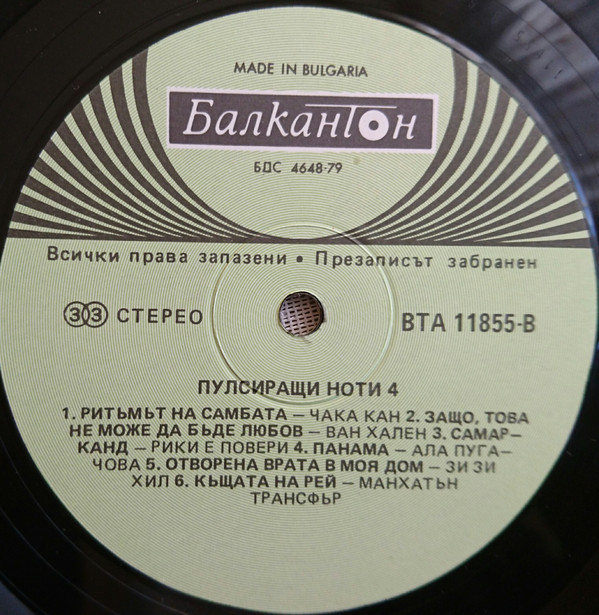 MADE IN BULGARIA
Балкантон
БДС 4648-79
Всички права запазени • Презаписът забранен
33 СТЕРЕО
ВТА 11855-В
ПУЛСИРАЩИ НОТИ 4
1. РИТЪМЪТ НА САМБАТА – ЧАКА КАН 2. ЗАЩО, ТОВА
НЕ МОЖЕ ДА БЪДЕ ЛЮБОВ – ВАН ХАЛЕН 3. САМАР–
КАНД – РИКИ Е ПОВЕРИ 4. ПАНАМА – АЛА ПУГА–
ЧОВА 5. ОТВОРЕНА ВРАТА В МОЯ ДОМ – ЗИ ЗИ
ХИЛ 6. КЪЩАТА НА РЕЙ – МАНХАТЪН
ТРАНСФЪР